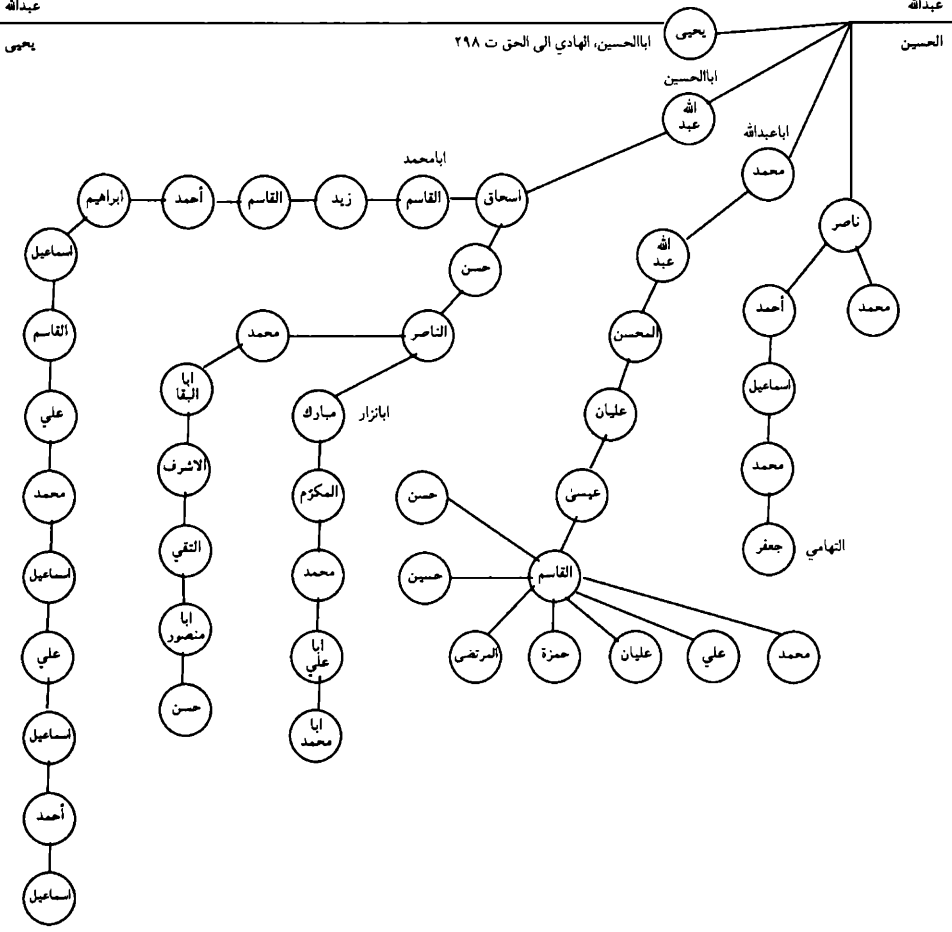 عبدالله
عبدالله
الحسين
يحيى
اباالحسين، الهادي الى الحق ت ٢٩٨
يحيى
اباالحسين
الله
عبد
اباعبدالله
محمد
ابامحمد
اسحاق
القاسم
زيد
القاسم
أحمد
ابراهيم
ناصر
اسماعيل
الله
عبد
حسن
محمد
أحمد
القاسم
المحسن
الناصر
محمد
اسماعيل
عليان
ابانزار
مبارك
ابا
البقا
علي
محمد
عيسىٰ
حسن
المكرّم
الاشرف
محمد
التهامي
جعفر
القاسم
حسين
محمد
التقي
اسماعيل
محمد
علي
عليان
حمزة
المرتضى
ابا
علي
ابا
منصور
علي
ابا
محمد
حسن
اسماعيل
أحمد
اسماعيل